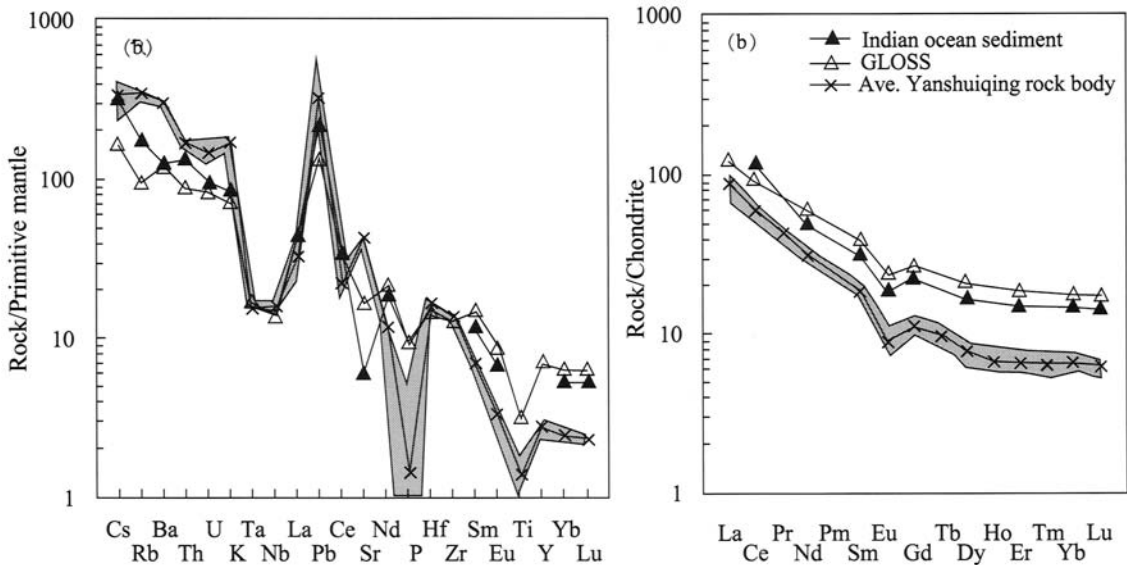 1000
100
10
1
Rock/Primitive mantle
Cs Ba U Ta La Ce Nd Hf Sm Ti Yb
Rb Th K Nb Pb Sr P Zr Eu Y Lu
(b)
Indian ocean sediment
GLOSS
Ave. Yanshuiqing rock body
1000
100
10
1
Rock/Chondrite
La Pr Pm Eu Tb Ho Tm Lu
Ce Nd Sm Gd Dy Er Yb